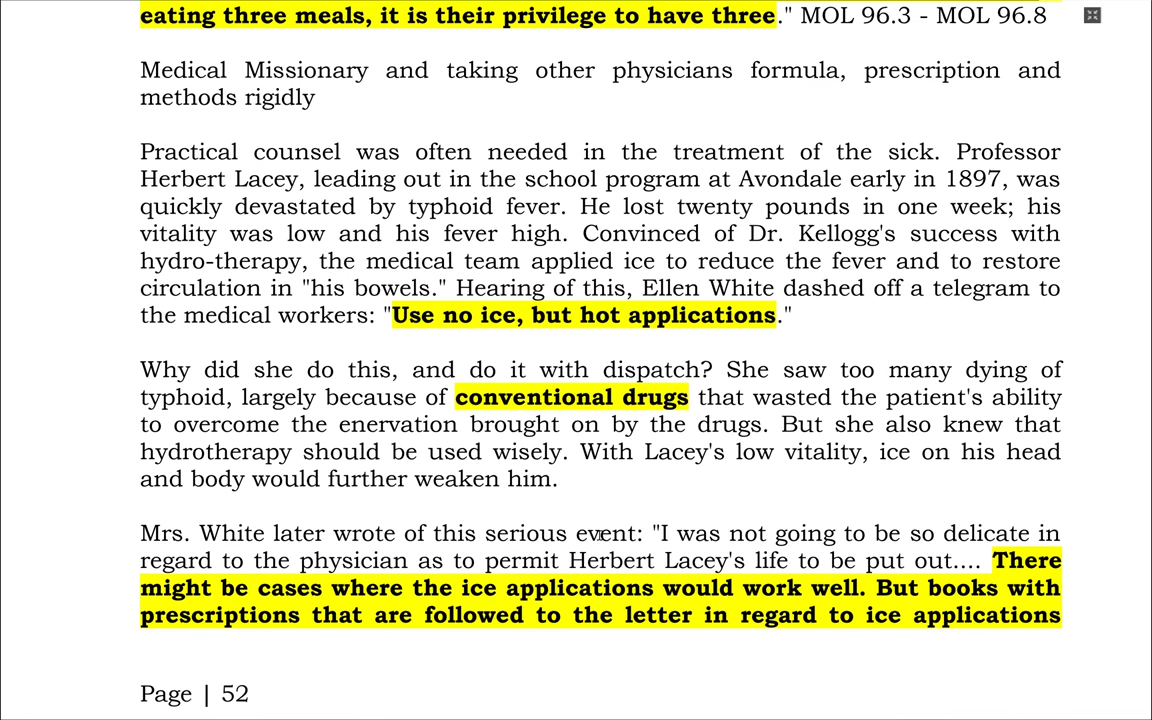 eating three meals, it is their privilege to have three." MOL 96.3 - MOL 96.8
Medical Missionary and taking other physicians formula, prescription and
methods rigidly
Practical counsel was often needed in the treatment of the sick. Professor
Herbert Lacey, leading out in the school program at Avondale early in 1897, was
quickly devastated by typhoid fever. He lost twenty pounds in one week; his
vitality was low and his fever high. Convinced of Dr. Kellogg's success with
hydro-therapy, the medical team applied ice to reduce the fever and to restore
circulation in "his bowels." Hearing of this, Ellen White dashed off a telegram to
the medical workers: "Use no ice, but hot applications."
Why did she do this, and do it with dispatch? She saw too many dying of
typhoid, largely because of conventional drugs that wasted the patient's ability
to overcome the enervation brought on by the drugs. But she also knew that
hydrotherapy should be used wisely. With Lacey's low vitality, ice on his head
and body would further weaken him.
Mrs. White later wrote of this serious event: "I was not going to be so delicate in
regard to the physician as to permit Herbert Lacey's life to be put out.... There
might be cases where the ice applications would work well. But books with
prescriptions that are followed to the letter in regard to ice applications
Page | 52